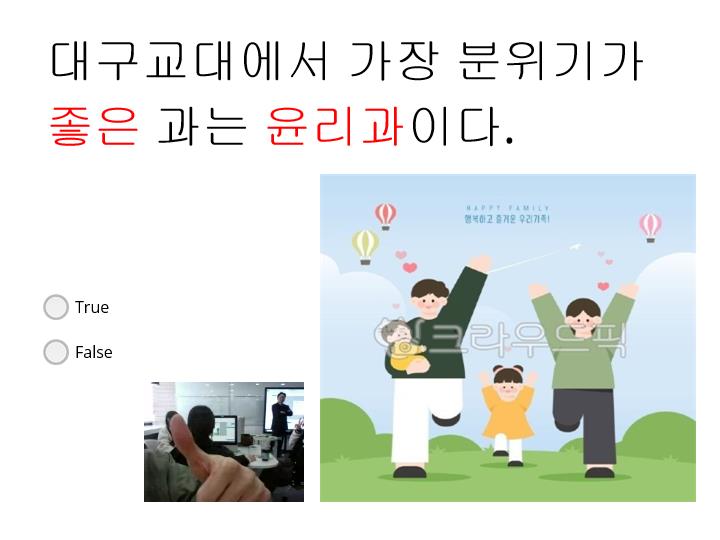 대구교대에서 가장 분위기가
좋은 과는 윤리과이다.
HAPPY FAMILY
행복하고 즐거운 우리가족!
크라우드픽
True
False